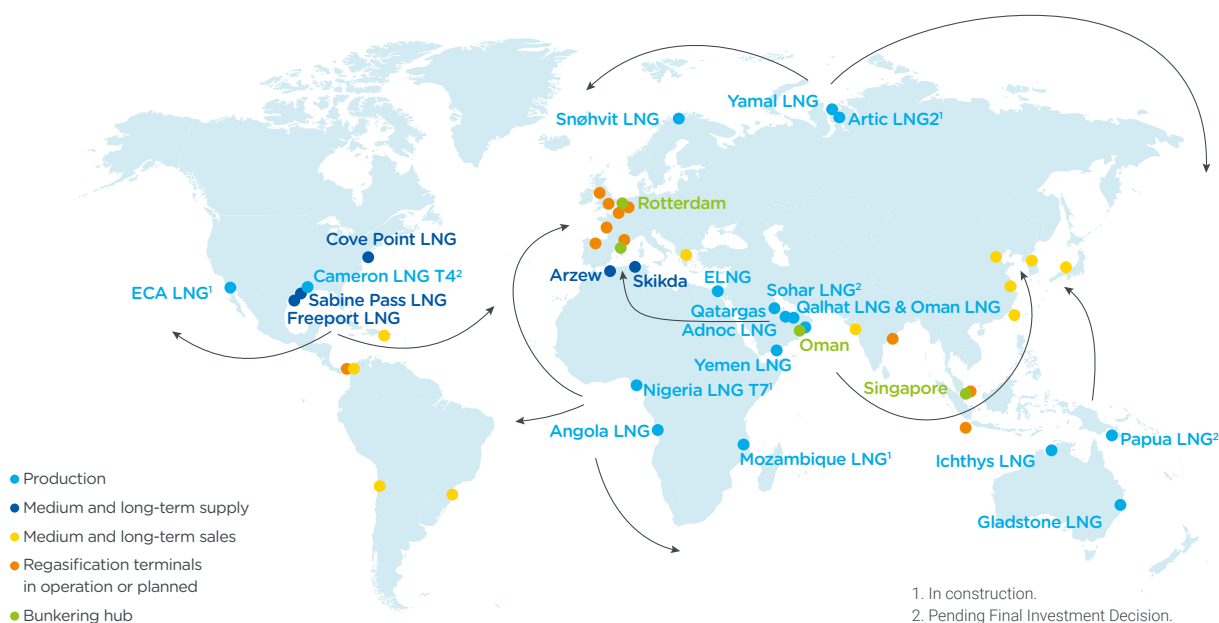 Yamal LNG
Snøhvit LNG
Artic LNG2¹
Rotterdam
Cove Point LNG
Cameron LNG T4²
Arzew
Skikda
ELNG
ECA LNG¹
Sabine Pass LNG
Freeport LNG
Sohar LNG²
Qatargas
Qalhat LNG & Oman LNG
Adnoc LNG
Oman
Yemen LNG
Nigeria LNG T7¹
Singapore
Angola LNG
Mozambique LNG¹
Papua LNG²
Ichthys LNG
Gladstone LNG
Production
Medium and long-term supply
Medium and long-term sales
Regasification terminals
in operation or planned
Bunkering hub
1. In construction.
2. Pending Final Investment Decision.